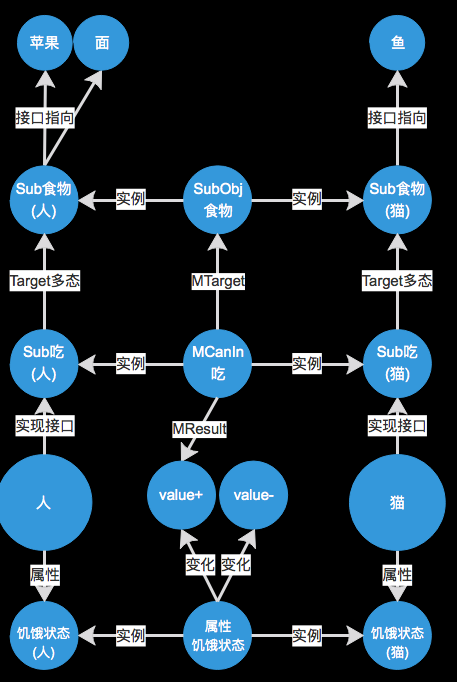 苹果
面
鱼
接口指向
接口指向
Sub食物
(人)
实例
SubObj
食物
实例
Sub食物
(猫)
Target多态
MTarget
Target多态
Sub吃
(人)
实例
MCanIn
吃
实例
Sub吃
(猫)
实现接口
MResult
实现接口
人
value+
value-
猫
属性
变化
变化
属性
饥饿状态
(人)
实例
属性
饥饿状态
实例
饥饿状态
(猫)